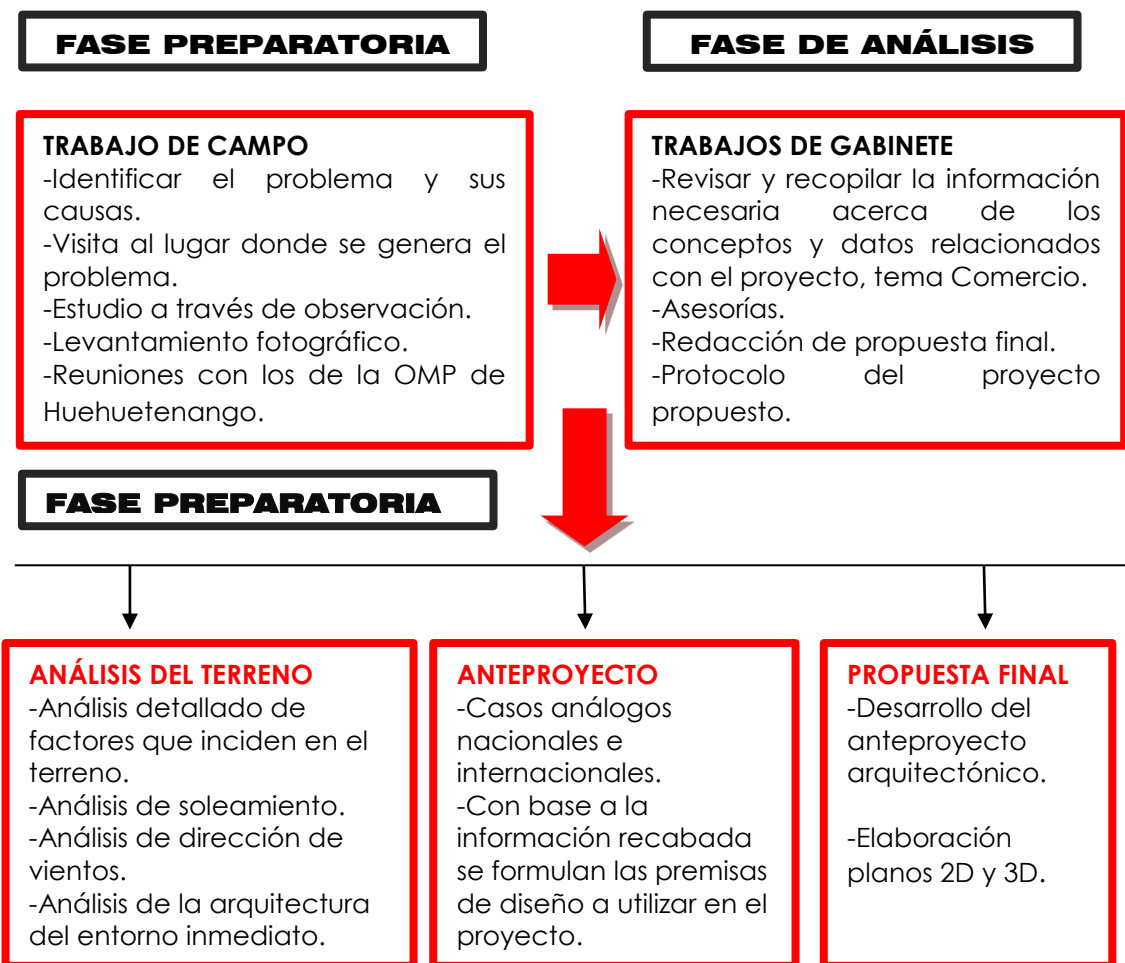 FASE PREPARATORIA
FASE DE ANÁLISIS
TRABAJO DE CAMPO
-Identificar el problema y sus
causas.
-Visita al lugar donde se genera el
problema.
-Estudio a través de observación.
-Levantamiento fotográfico.
-Reuniones con los de la OMP de
Huehuetenango.
TRABAJOS DE GABINETE
-Revisar y recopilar la información
necesaria acerca de los
conceptos y datos relacionados
con el proyecto, tema Comercio.
-Asesorías.
-Redacción de propuesta final.
-Protocolo del proyecto
propuesto.
FASE PREPARATORIA
ANÁLISIS DEL TERRENO
-Análisis detallado de
factores que inciden en el
terreno.
-Análisis de soleamiento.
-Análisis de dirección de
vientos.
-Análisis de la arquitectura
del entorno inmediato.
ANTEPROYECTO
-Casos análogos
nacionales e
internacionales.
-Con base a la
información recabada
se formulan las premisas
de diseño a utilizar en el
proyecto.
PROPUESTA FINAL
-Desarrollo del
anteproyecto
arquitectónico.
-Elaboración
planos 2D y 3D.